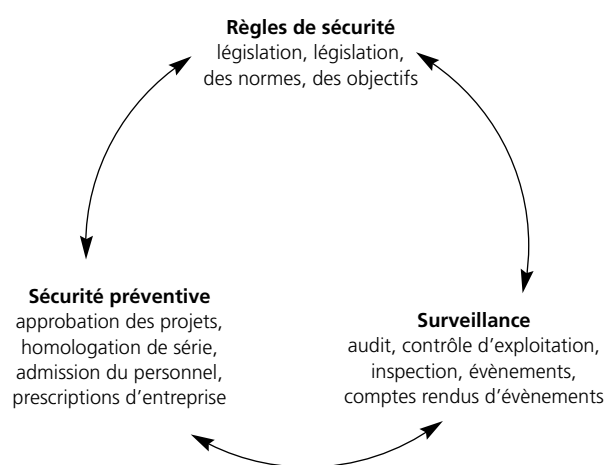 Règles de sécurité
législation, législation,
des normes, des objectifs
Sécurité préventive
approbation des projets,
homologation de série,
admission du personnel,
prescriptions d'entreprise
Surveillance
audit, contrôle d'exploitation,
inspection, évènements,
comptes rendus d'évènements